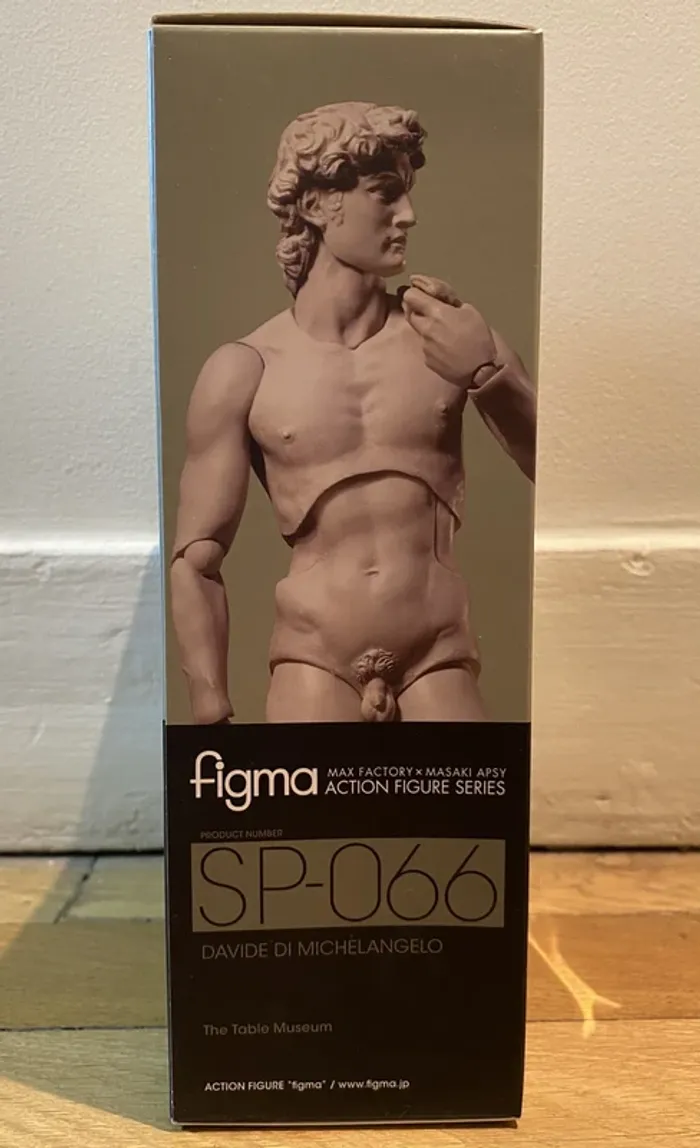 figma MAX FACTORY×MASAKI APSY
ACTION FIGURE SERIES
PRODUCT NUMBER
SP-066
DAVIDE DI MICHELANGELO
The Table Museum
ACTION FIGURE "figma" / www.figma.jp